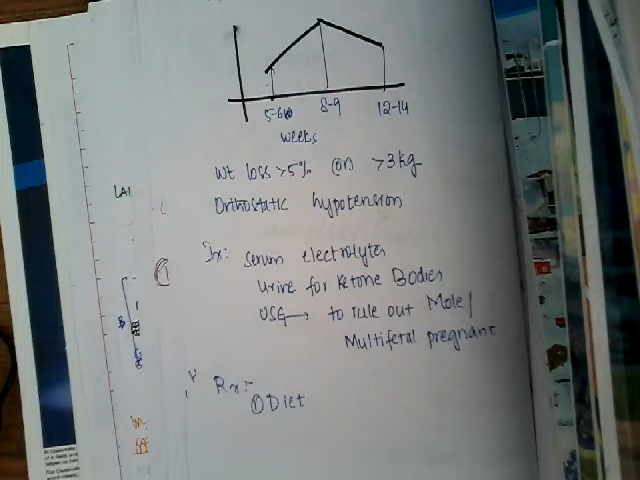 5-6 8-9 12-14
weeks
wt loss >5% (or) >3kg
Orthostatic hypotension
Ix: Serum electrolytes
Urine for Ketone Bodies
USG → to rule out Mole/
Multifetal pregnant
Rx:-
① Diet